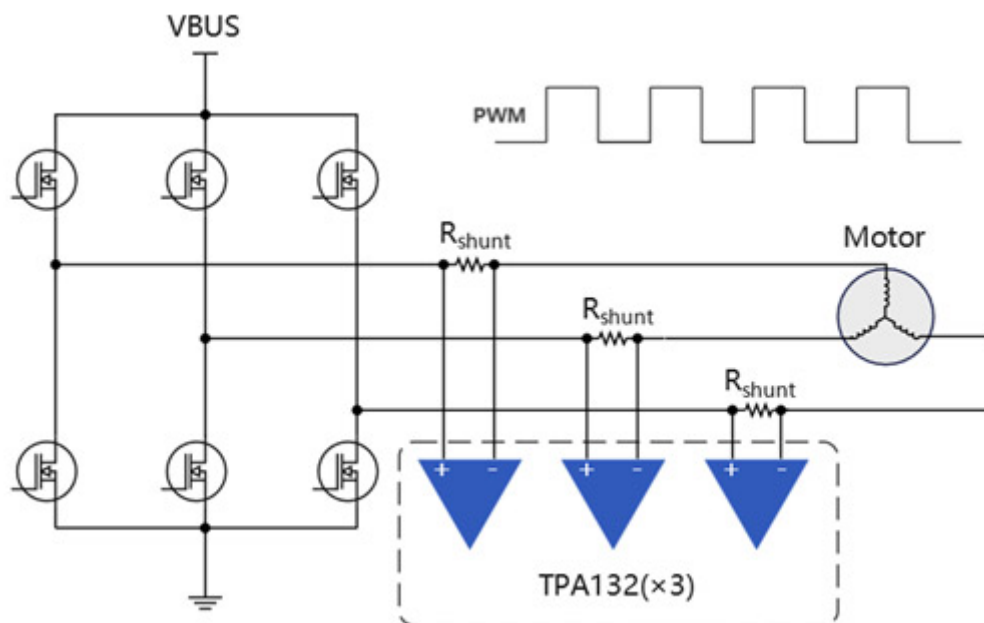 VBUS
PWM
Rshunt
Motor
Rshunt
Rshunt
+ -
+ -
+ -
TPA132(×3)